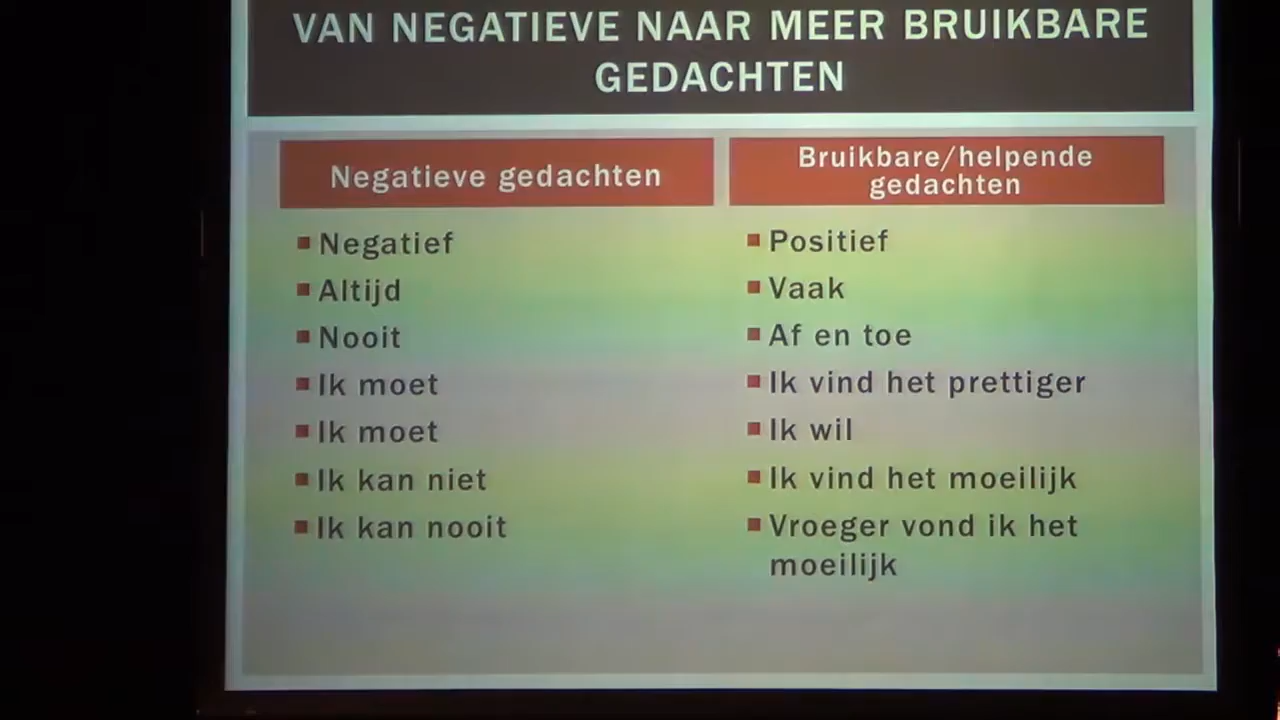 VAN NEGATIEVE NAAR MEER BRUIKBARE
GEDACHTEN
Negatieve gedachten
Negatief
Altijd
Nooit
Ik moet
Ik moet
Ik kan niet
Ik kan nooit
Bruikbare/helpende
gedachten
Positief
Vaak
Af en toe
Ik vind het prettiger
Ik wil
Ik vind het moeilijk
Vroeger vond ik het
moeilijk